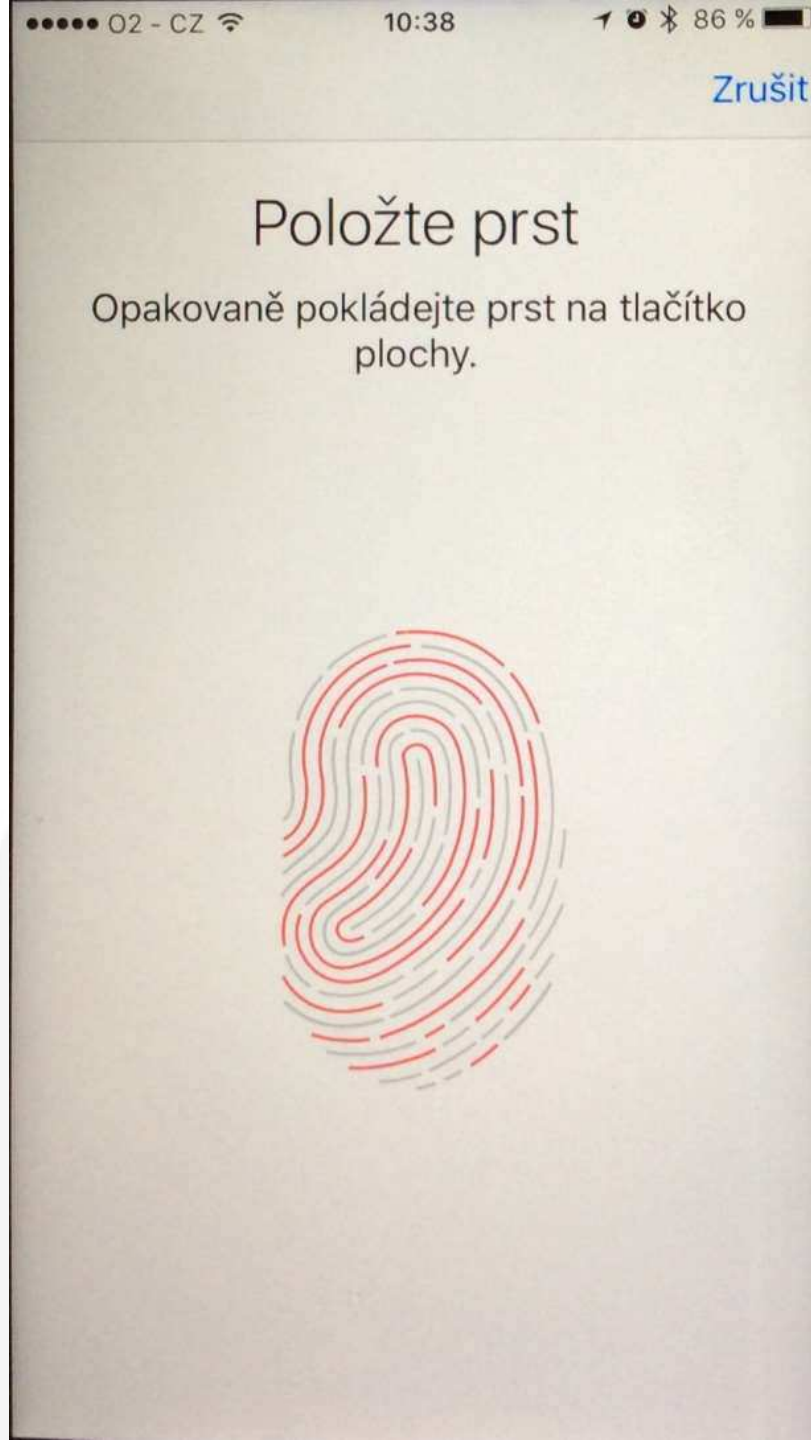 O2 - CZ 10:38 86 %
Zrušit
Položte prst
Opakovaně pokládejte prst na tlačítko
plochy.